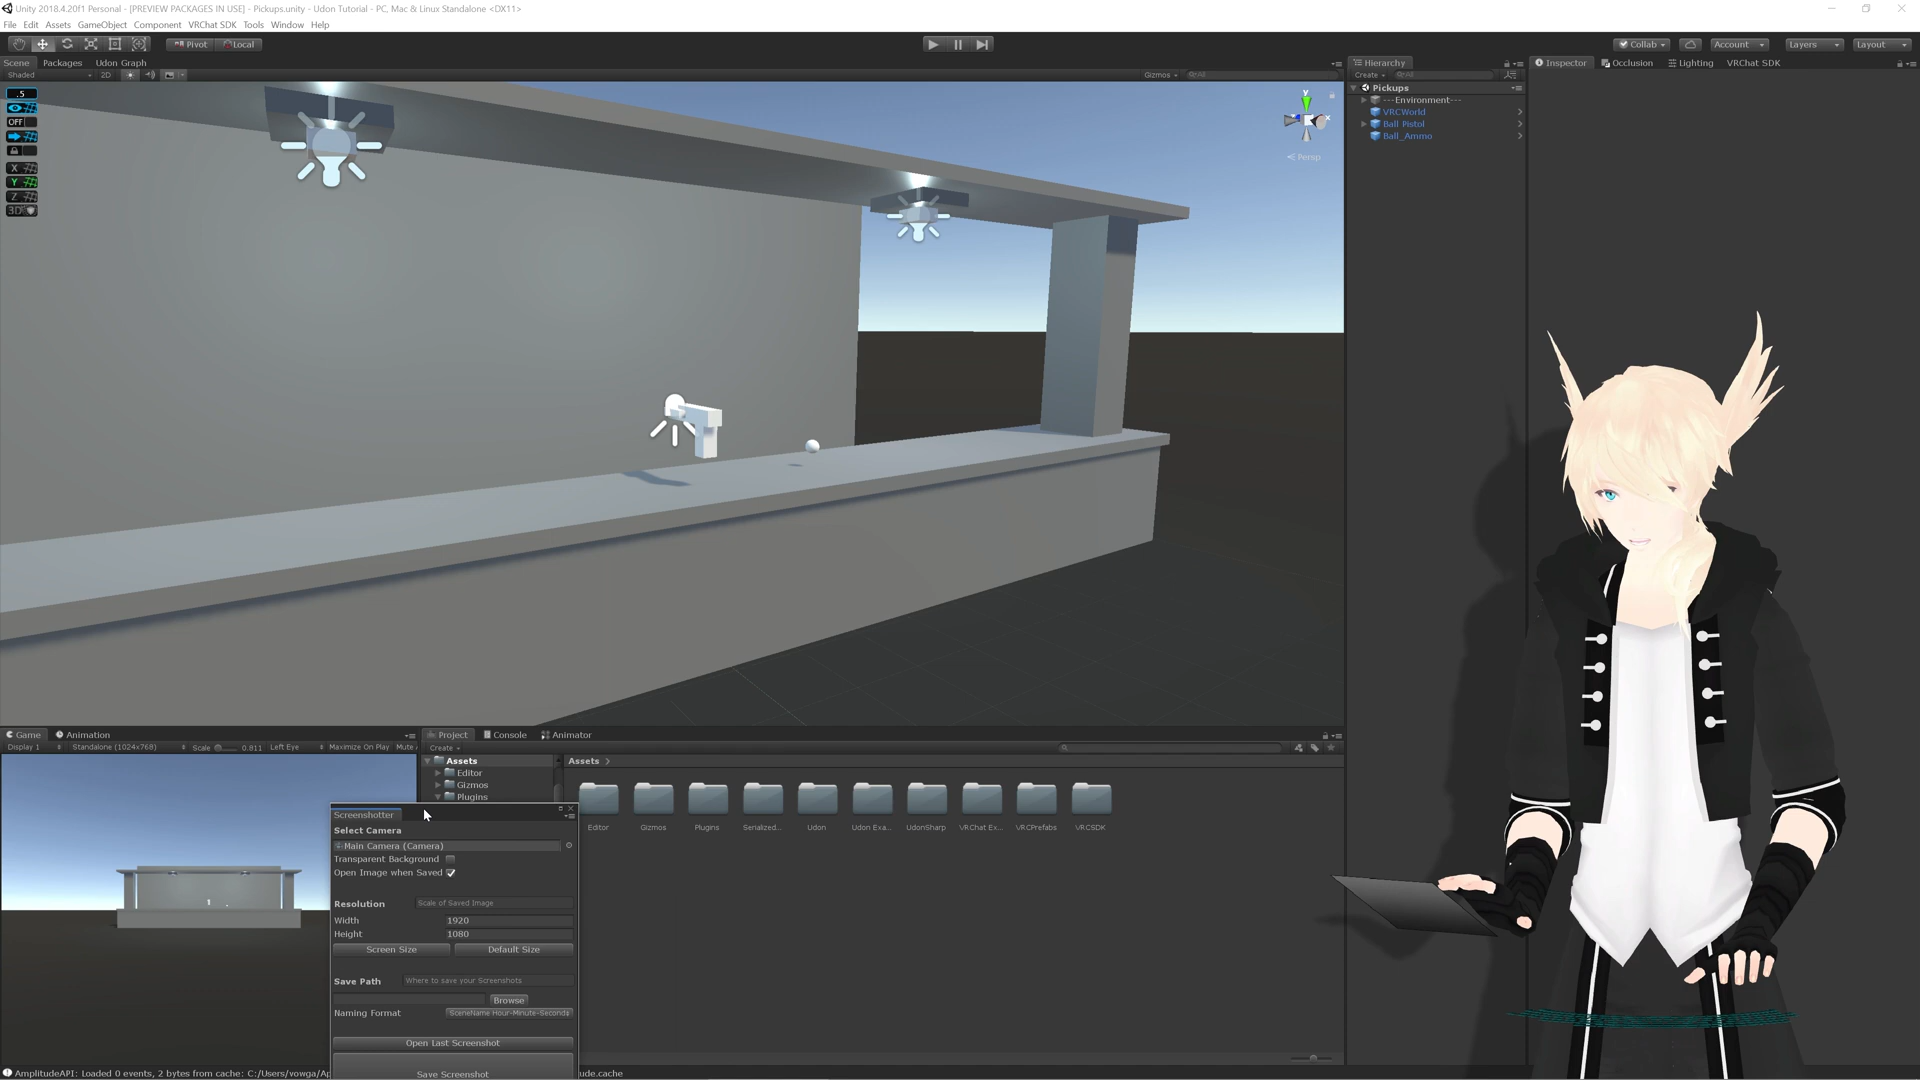 Unity 2018.4.20f1 Personal - [PREVIEW PACKAGES IN USE] - Pickups.unity - Udon Tutorial - PC, Mac & Linux Standalone <DX11>
File Edit Assets GameObject Component VRChat SDK Tools Window Help
Pivot Local Collab Account Layers Layout
Scene Packages Udon Graph
Shaded 2D Gizmos All
.5
OFF
X
Y
Z
3D
y
x
Persp
Hierarchy
Create All
Pickups
---Environment---
VRCWorld
Ball Pistol
Ball_Ammo
Inspector Occlusion Lighting VRChat SDK
Game Animation
Display 1 Standalone (1024x768) Scale 0.811 Left Eye Maximize On Play Mute
Project Console Animator
Create
Assets
Editor
Gizmos
Plugins
Assets
Editor Gizmos Plugins Serialized... Udon Udon Exa... UdonSharp VRChat Ex... VRCPrefabs VRCSDK
Screenshotter
Select Camera
Main Camera (Camera)
Transparent Background
Open Image when Saved
Resolution Scale of Saved Image
Width 1920
Height 1080
Screen Size Default Size
Save Path Where to save your Screenshots
Browse
Naming Format SceneName Hour-Minute-Seconds
Open Last Screenshot
Save Screenshot
AmplitudeAPI: Loaded 0 events, 2 bytes from cache: C:/Users/vowga/Ap
ude.cache